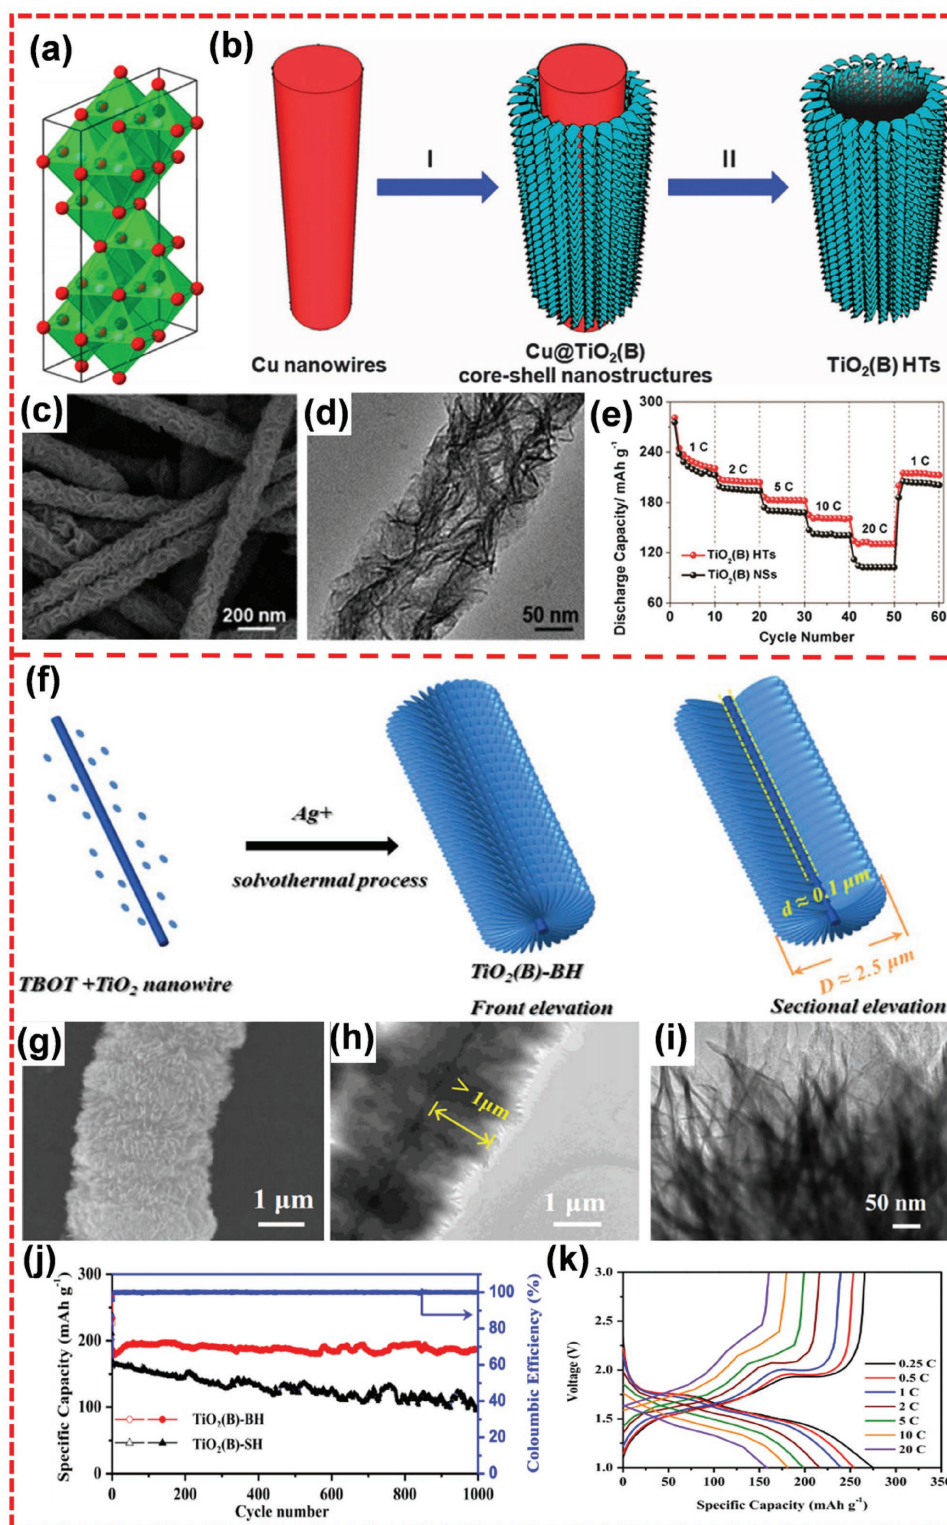 (a)
(b)
I
II
Cu nanowires
Cu@TiO₂(B)
core-shell nanostructures
TiO₂(B) HTs
(c)
200 nm
(d)
50 nm
(e)
Discharge Capacity/ mAh g⁻¹
300
240
180
120
60
1 C
2 C
5 C
10 C
20 C
1 C
TiO₂(B) HTs
TiO₂(B) NSs
0 10 20 30 40 50 60
Cycle Number
(f)
Ag+
solvothermal process
TBOT +TiO₂ nanowire
TiO₂(B)-BH
Front elevation
d ≈ 0.1 μm
D ≈ 2.5 μm
Sectional elevation
(g)
1 μm
(h)
> 1μm
1 μm
(i)
50 nm
(j)
Specific Capacity (mAh g⁻¹)
300
200
100
0
TiO₂(B)-BH
TiO₂(B)-SH
100
80
60
40
20
0
Coloumbic Efficiency (%)
0 200 400 600 800 1000
Cycle number
(k)
Voltage (V)
3.0
2.5
2.0
1.5
1.0
0.25 C
0.5 C
1 C
2 C
5 C
10 C
20 C
0 50 100 150 200 250 300 350
Specific Capacity (mAh g⁻¹)